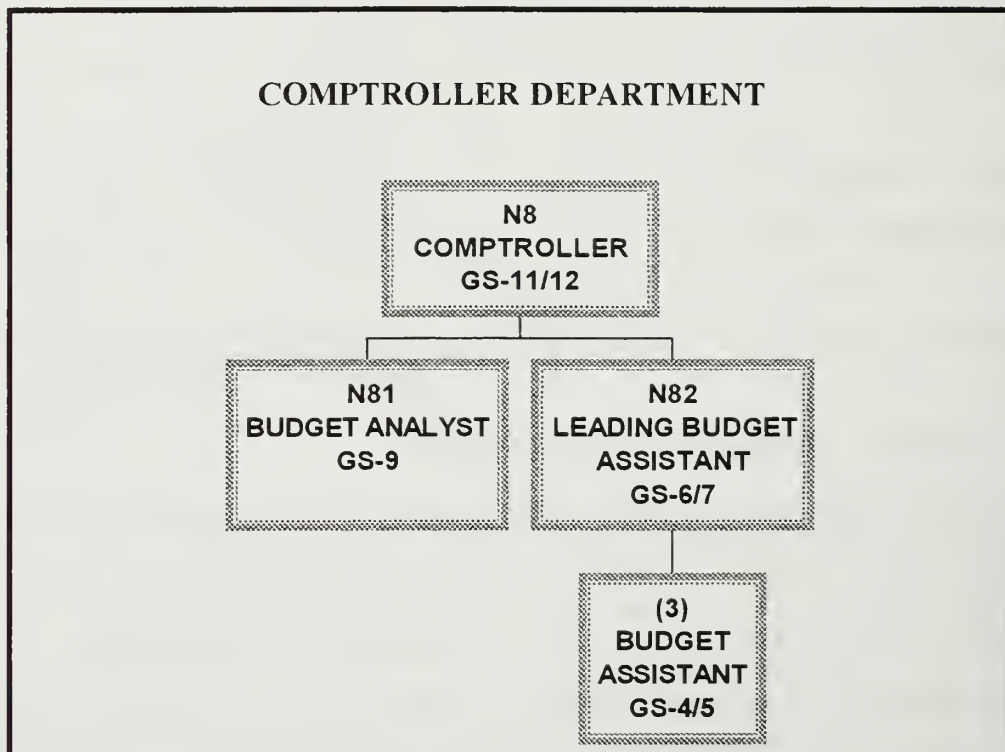 COMPTROLLER DEPARTMENT
N8
COMPTROLLER
GS-11/12
N81
BUDGET ANALYST
GS-9
N82
LEADING BUDGET
ASSISTANT
GS-6/7
(3)
BUDGET
ASSISTANT
GS-4/5